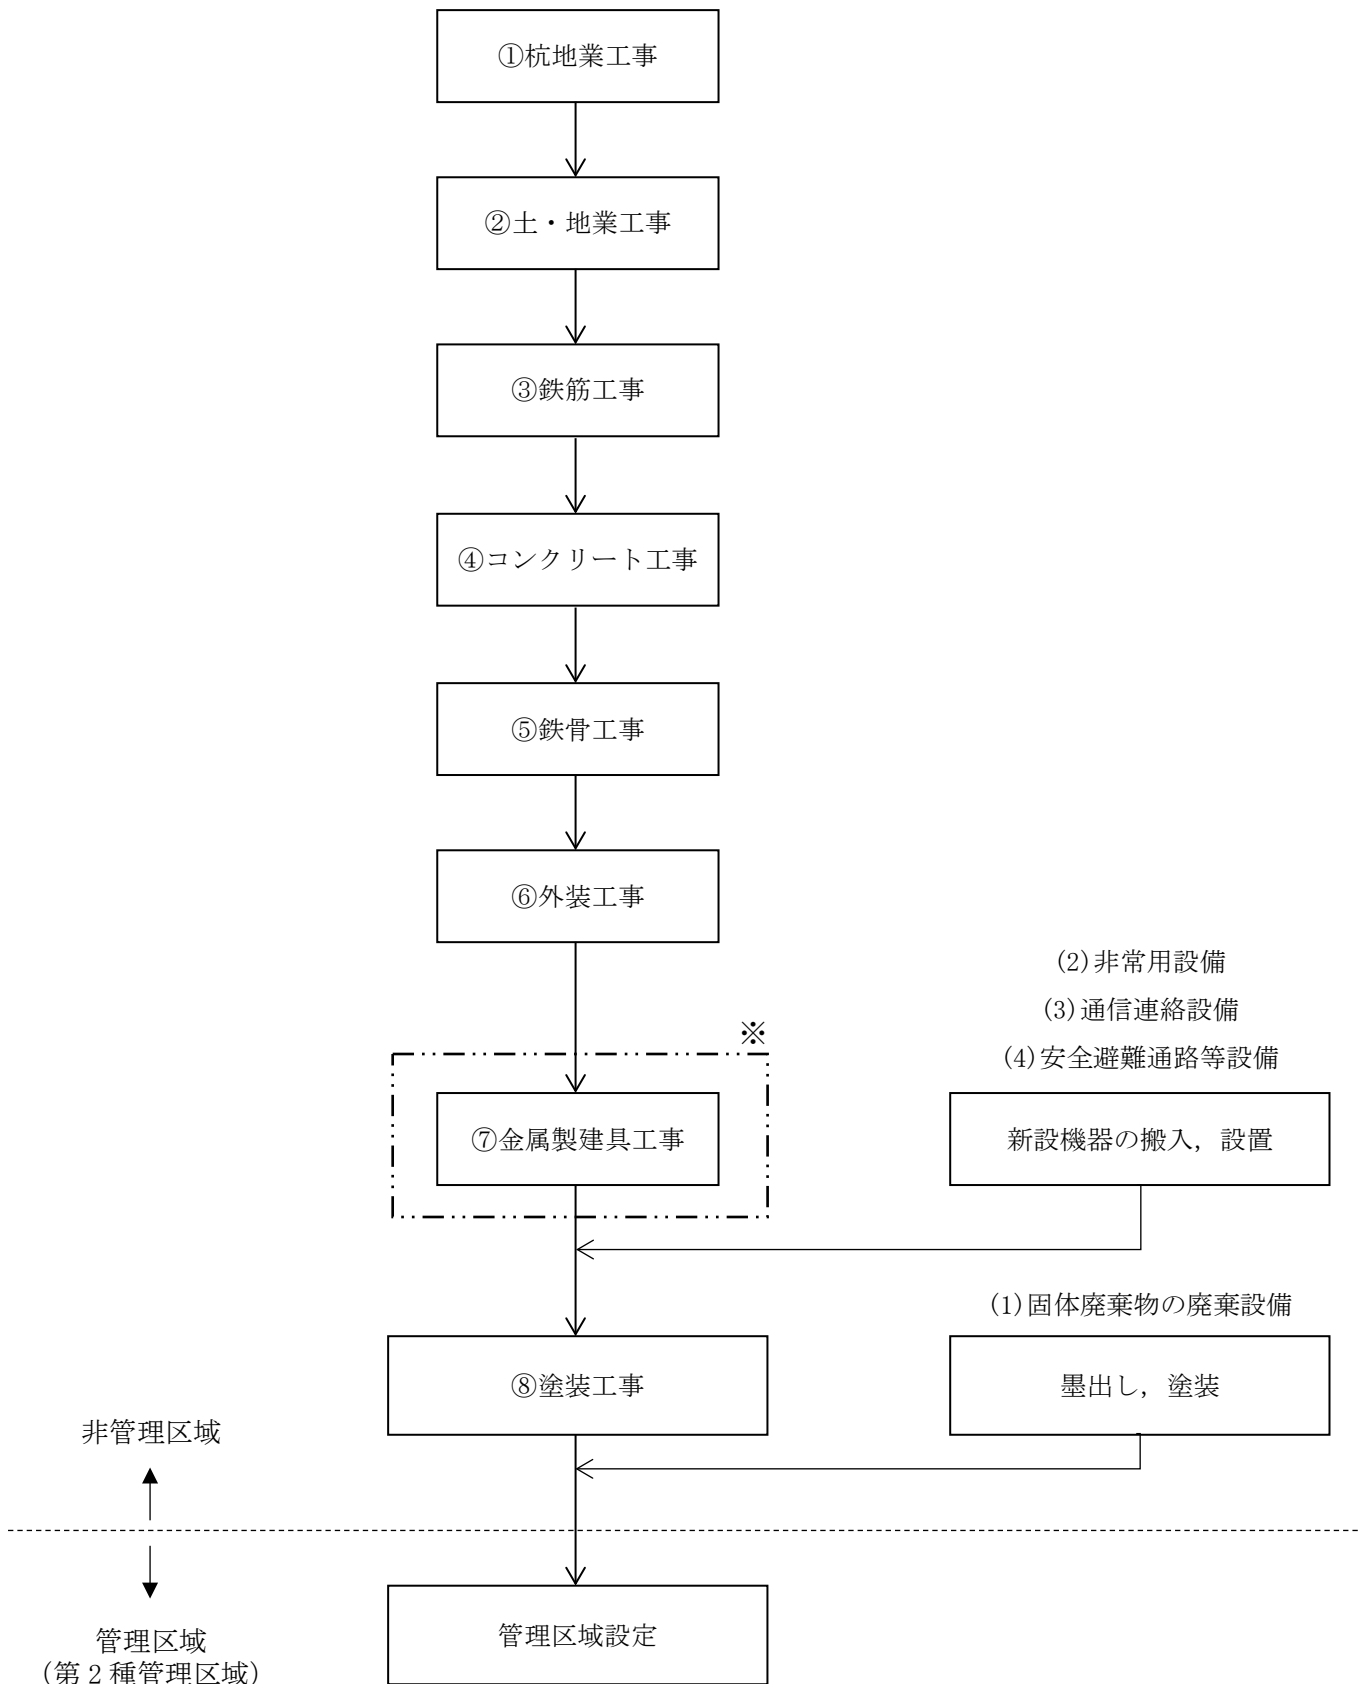 ①杭地業工事
②土・地業工事
③鉄筋工事
④コンクリート工事
⑤鉄骨工事
⑥外装工事
(2)非常用設備
(3)通信連絡設備
(4)安全避難通路等設備
※
⑦金属製建具工事
新設機器の搬入，設置
(1)固体廃棄物の廃棄設備
⑧塗装工事
墨出し，塗装
非管理区域
管理区域
(第2種管理区域)
管理区域設定